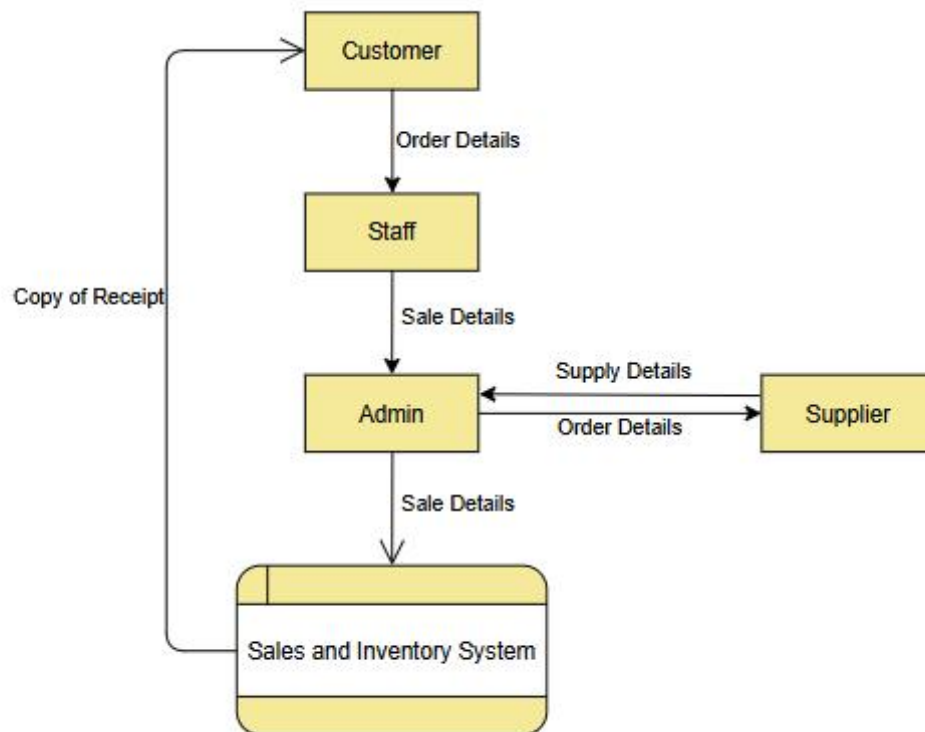 Customer
Order Details
Staff
Copy of Receipt
Sale Details
Supply Details
Admin
Supplier
Order Details
Sale Details
Sales and Inventory System